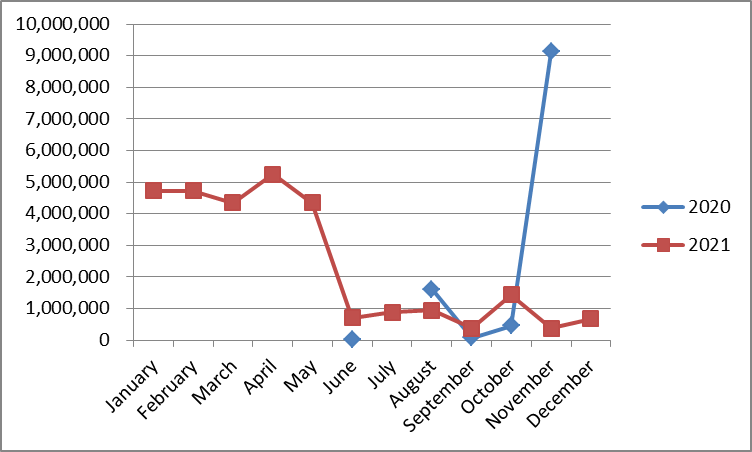 10,000,000
9,000,000
8,000,000
7,000,000
6,000,000
5,000,000
4,000,000
3,000,000
2,000,000
1,000,000
0
January
February
March
April
May
June
July
August
September
October
November
December
2020
2021